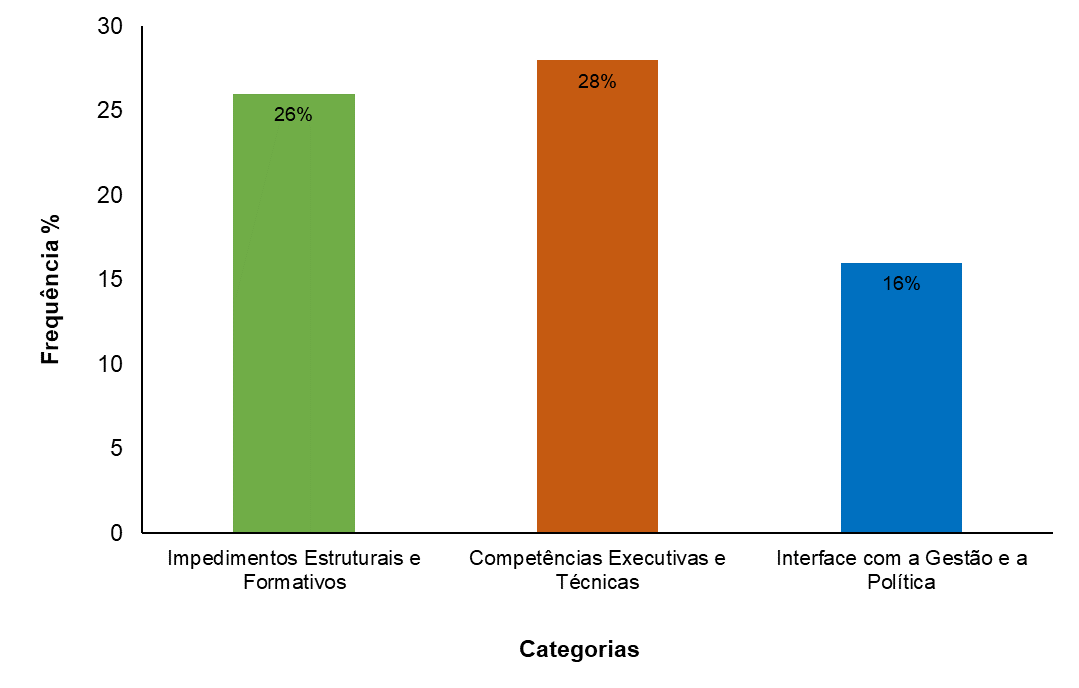 30
25
20
15
10
5
0
Frequência %
26%
28%
16%
Impedimentos Estruturais e
Formativos
Competências Executivas e
Técnicas
Interface com a Gestão e a
Política
Categorias